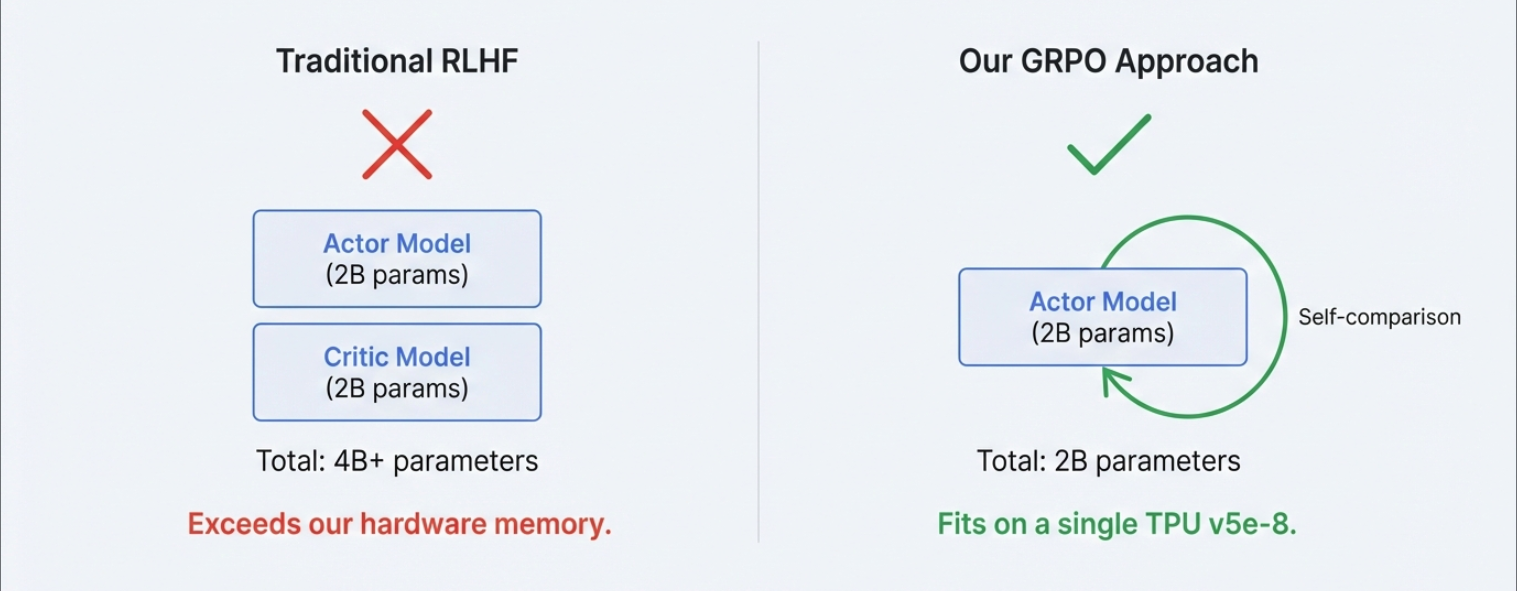 Traditional RLHF
Actor Model
(2B params)
Critic Model
(2B params)
Total: 4B+ parameters
Exceeds our hardware memory.
Our GRPO Approach
Actor Model
(2B params)
Self-comparison
Total: 2B parameters
Fits on a single TPU v5e-8.